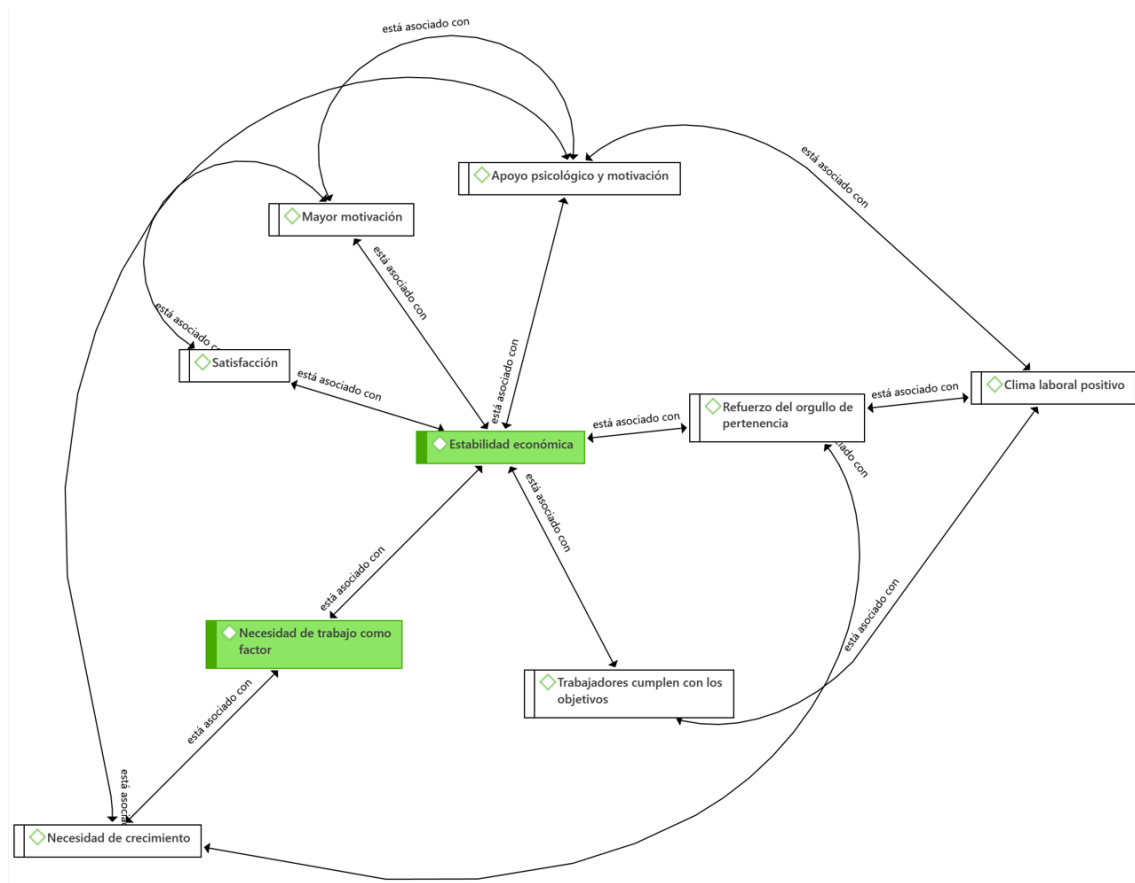 está asociado con
está asociado con
Apoyo psicológico y motivación
Mayor motivación
está asociado con
está asociado con
está asociado con
Satisfacción
está asociado con
está asociado con
Clima laboral positivo
está asociado con
Refuerzo del orgullo de
pertenencia
está asociado con
Estabilidad económica
con
está asociado con
está asociado con
Necesidad de trabajo como
factor
está asociado con
Trabajadores cumplen con los
objetivos
está asociado con
está
Necesidad de crecimiento